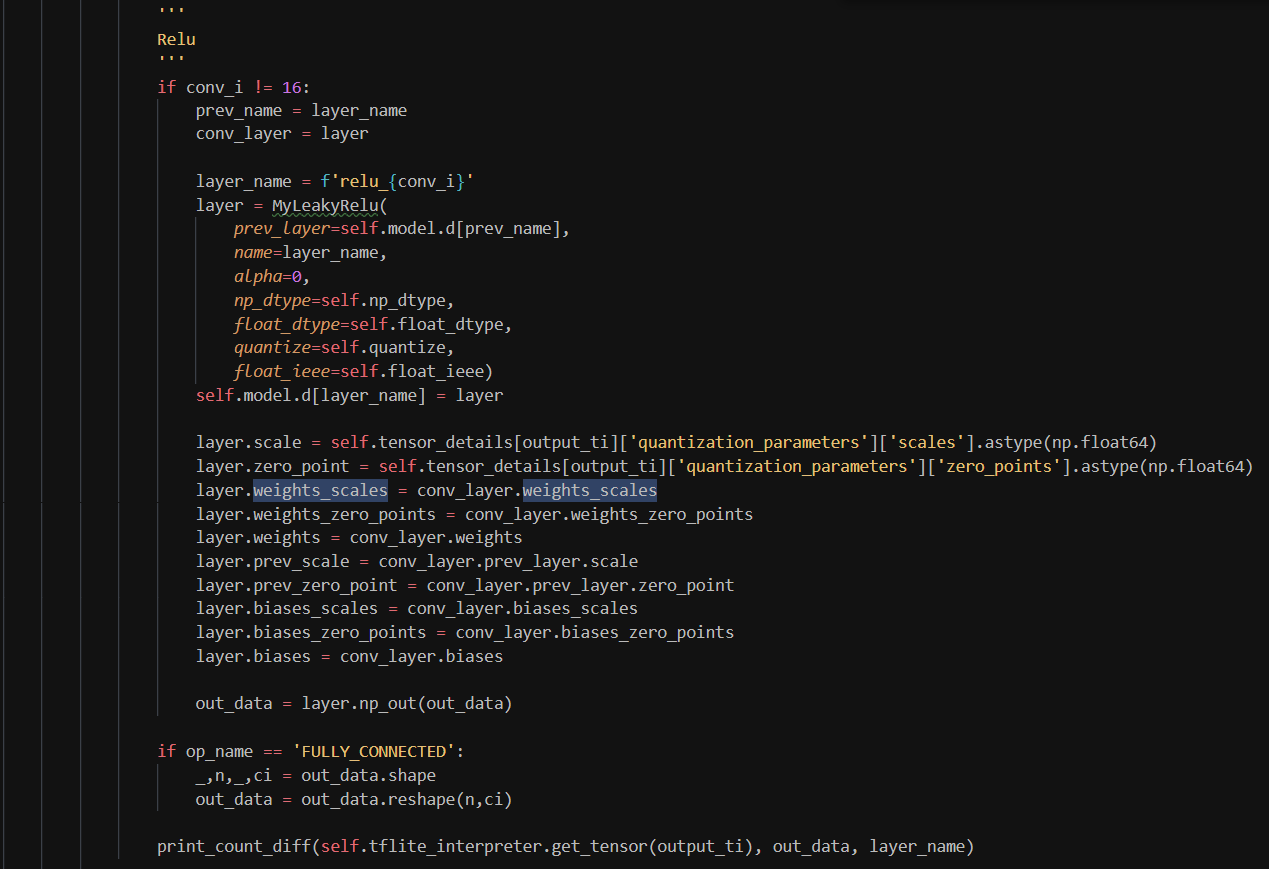 '''
Relu
'''
if conv_i != 16:
    prev_name = layer_name
    conv_layer = layer

    layer_name = f'relu_{conv_i}'
    layer = MyLeakyRelu(
        prev_layer=self.model.d[prev_name],
        name=layer_name,
        alpha=0,
        np_dtype=self.np_dtype,
        float_dtype=self.float_dtype,
        quantize=self.quantize,
        float_ieee=self.float_ieee)
    self.model.d[layer_name] = layer

    layer.scale = self.tensor_details[output_ti]['quantization_parameters']['scales'].astype(np.float64)
    layer.zero_point = self.tensor_details[output_ti]['quantization_parameters']['zero_points'].astype(np.float64)
    layer.weights_scales = conv_layer.weights_scales
    layer.weights_zero_points = conv_layer.weights_zero_points
    layer.weights = conv_layer.weights
    layer.prev_scale = conv_layer.prev_layer.scale
    layer.prev_zero_point = conv_layer.prev_layer.zero_point
    layer.biases_scales = conv_layer.biases_scales
    layer.biases_zero_points = conv_layer.biases_zero_points
    layer.biases = conv_layer.biases

    out_data = layer.np_out(out_data)

if op_name == 'FULLY_CONNECTED':
    _,n,_,ci = out_data.shape
    out_data = out_data.reshape(n,ci)

print_count_diff(self.tflite_interpreter.get_tensor(output_ti), out_data, layer_name)